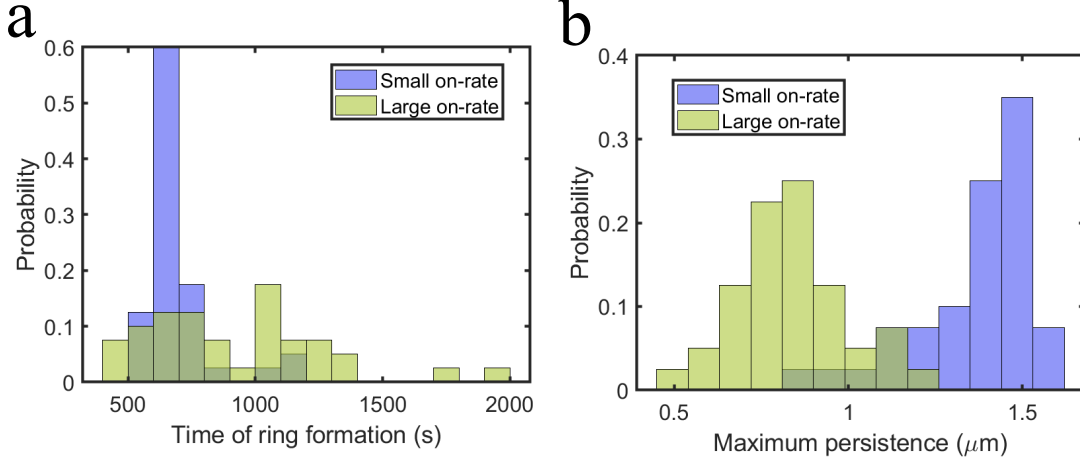 a
0.6
0.5
0.4
0.3
0.2
0.1
0
Probability
Small on-rate
Large on-rate
500
1000
1500
2000
Time of ring formation (s)
b
0.4
0.3
0.2
0.1
0
Probability
Small on-rate
Large on-rate
0.5
1
1.5
Maximum persistence (μm)